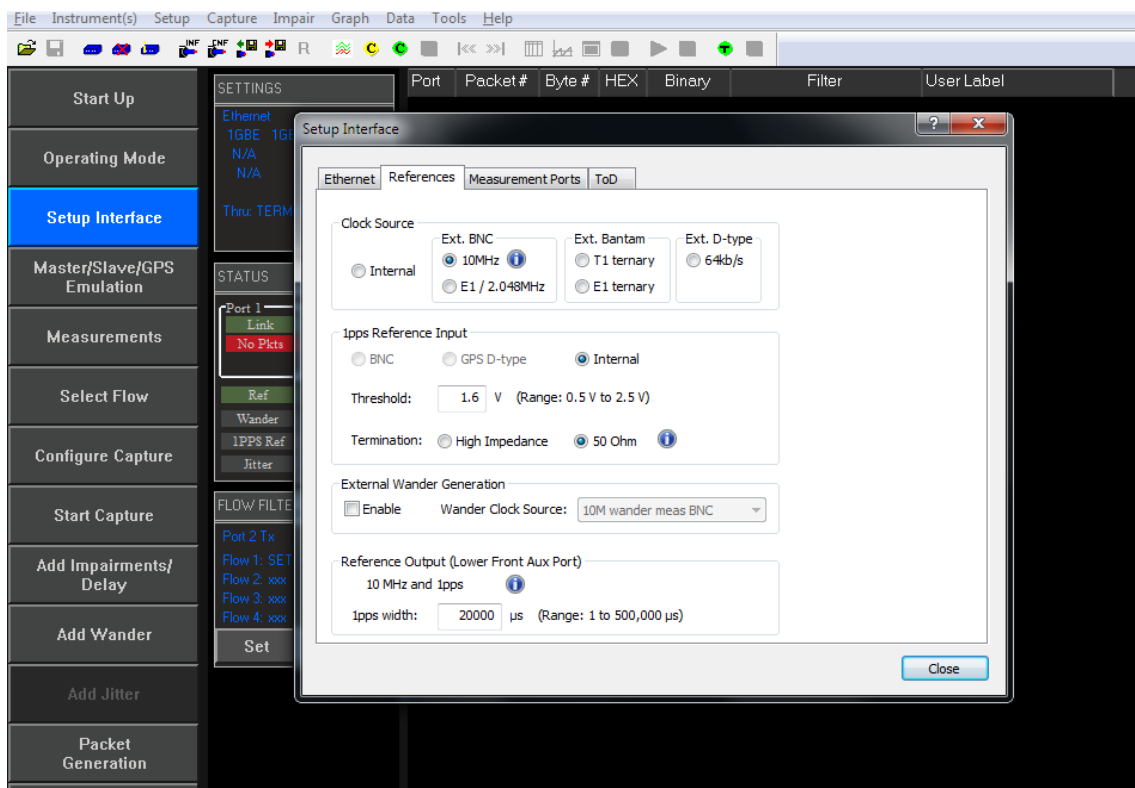 File Instrument(s) Setup Capture Impair Graph Data Tools Help
INF INF R C C T
Start Up
Operating Mode
Setup Interface
Master/Slave/GPS
Emulation
Measurements
Select Flow
Configure Capture
Start Capture
Add Impairments/
Delay
Add Wander
Add Jitter
Packet
Generation
SETTINGS
Ethernet
1GBE 1GB
N/A
N/A
Thru: TERM
STATUS
Port 1
Link
No Pkts
Ref
Wander
1PPS Ref
Jitter
FLOW FILTE
Port 2 Tx
Flow 1: SET
Flow 2: xxx
Flow 3: xxx
Flow 4: xxx
Set
Port Packet # Byte # HEX Binary Filter User Label
Setup Interface
Ethernet References Measurement Ports ToD
Clock Source
Ext. BNC Ext. Bantam Ext. D-type
Internal
10MHz T1 ternary 64kb/s
E1 / 2.048MHz E1 ternary
1pps Reference Input
BNC GPS D-type Internal
Threshold: 1.6 V (Range: 0.5 V to 2.5 V)
Termination: High Impedance 50 Ohm
External Wander Generation
Enable Wander Clock Source: 10M wander meas BNC
Reference Output (Lower Front Aux Port)
10 MHz and 1pps
1pps width: 20000 μs (Range: 1 to 500,000 μs)
Close